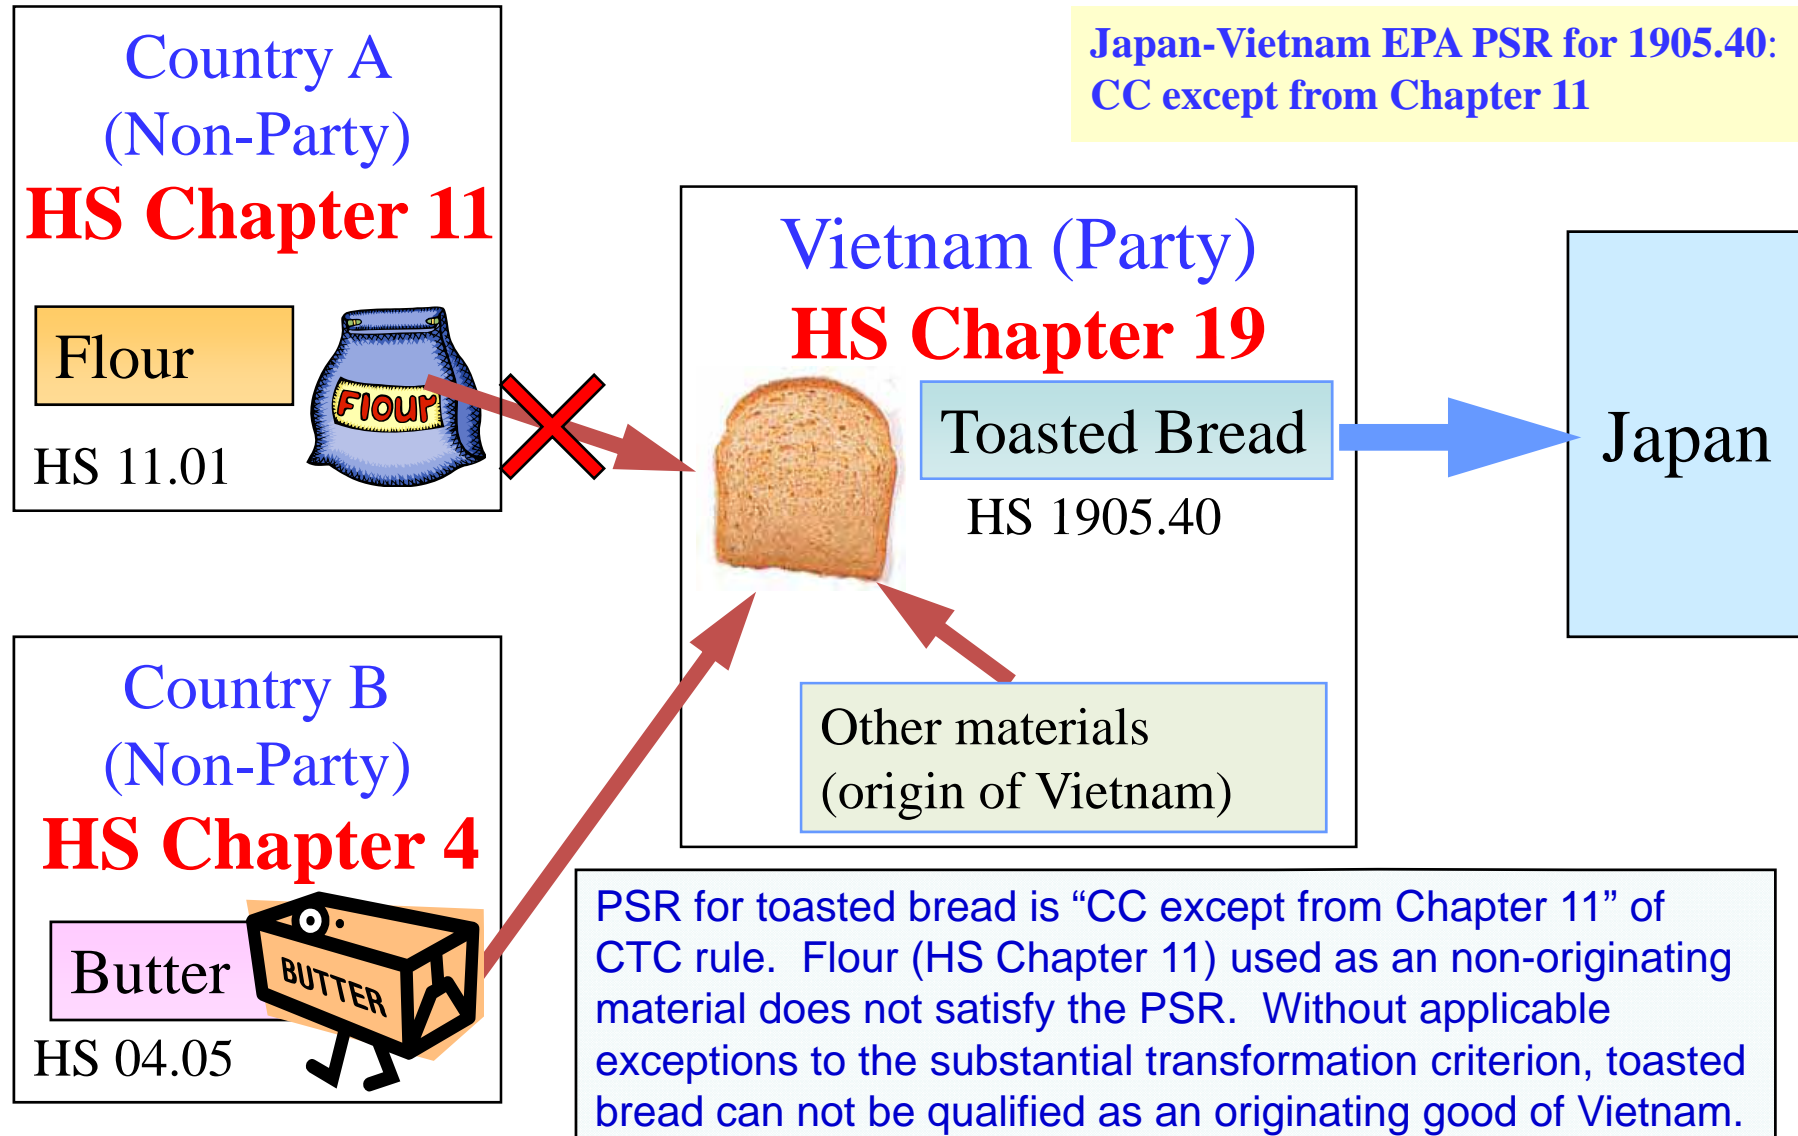 Country A
(Non-Party)
HS Chapter 11
Flour
FlOUr
HS 11.01
Japan-Vietnam EPA PSR for 1905.40:
CC except from Chapter 11
Vietnam (Party)
HS Chapter 19
Toasted Bread
HS 1905.40
Japan
Other materials
(origin of Vietnam)
Country B
(Non-Party)
HS Chapter 4
Butter
BUTTER
HS 04.05
PSR for toasted bread is “CC except from Chapter 11” of
CTC rule.  Flour (HS Chapter 11) used as an non-originating
material does not satisfy the PSR.  Without applicable
exceptions to the substantial transformation criterion, toasted
bread can not be qualified as an originating good of Vietnam.